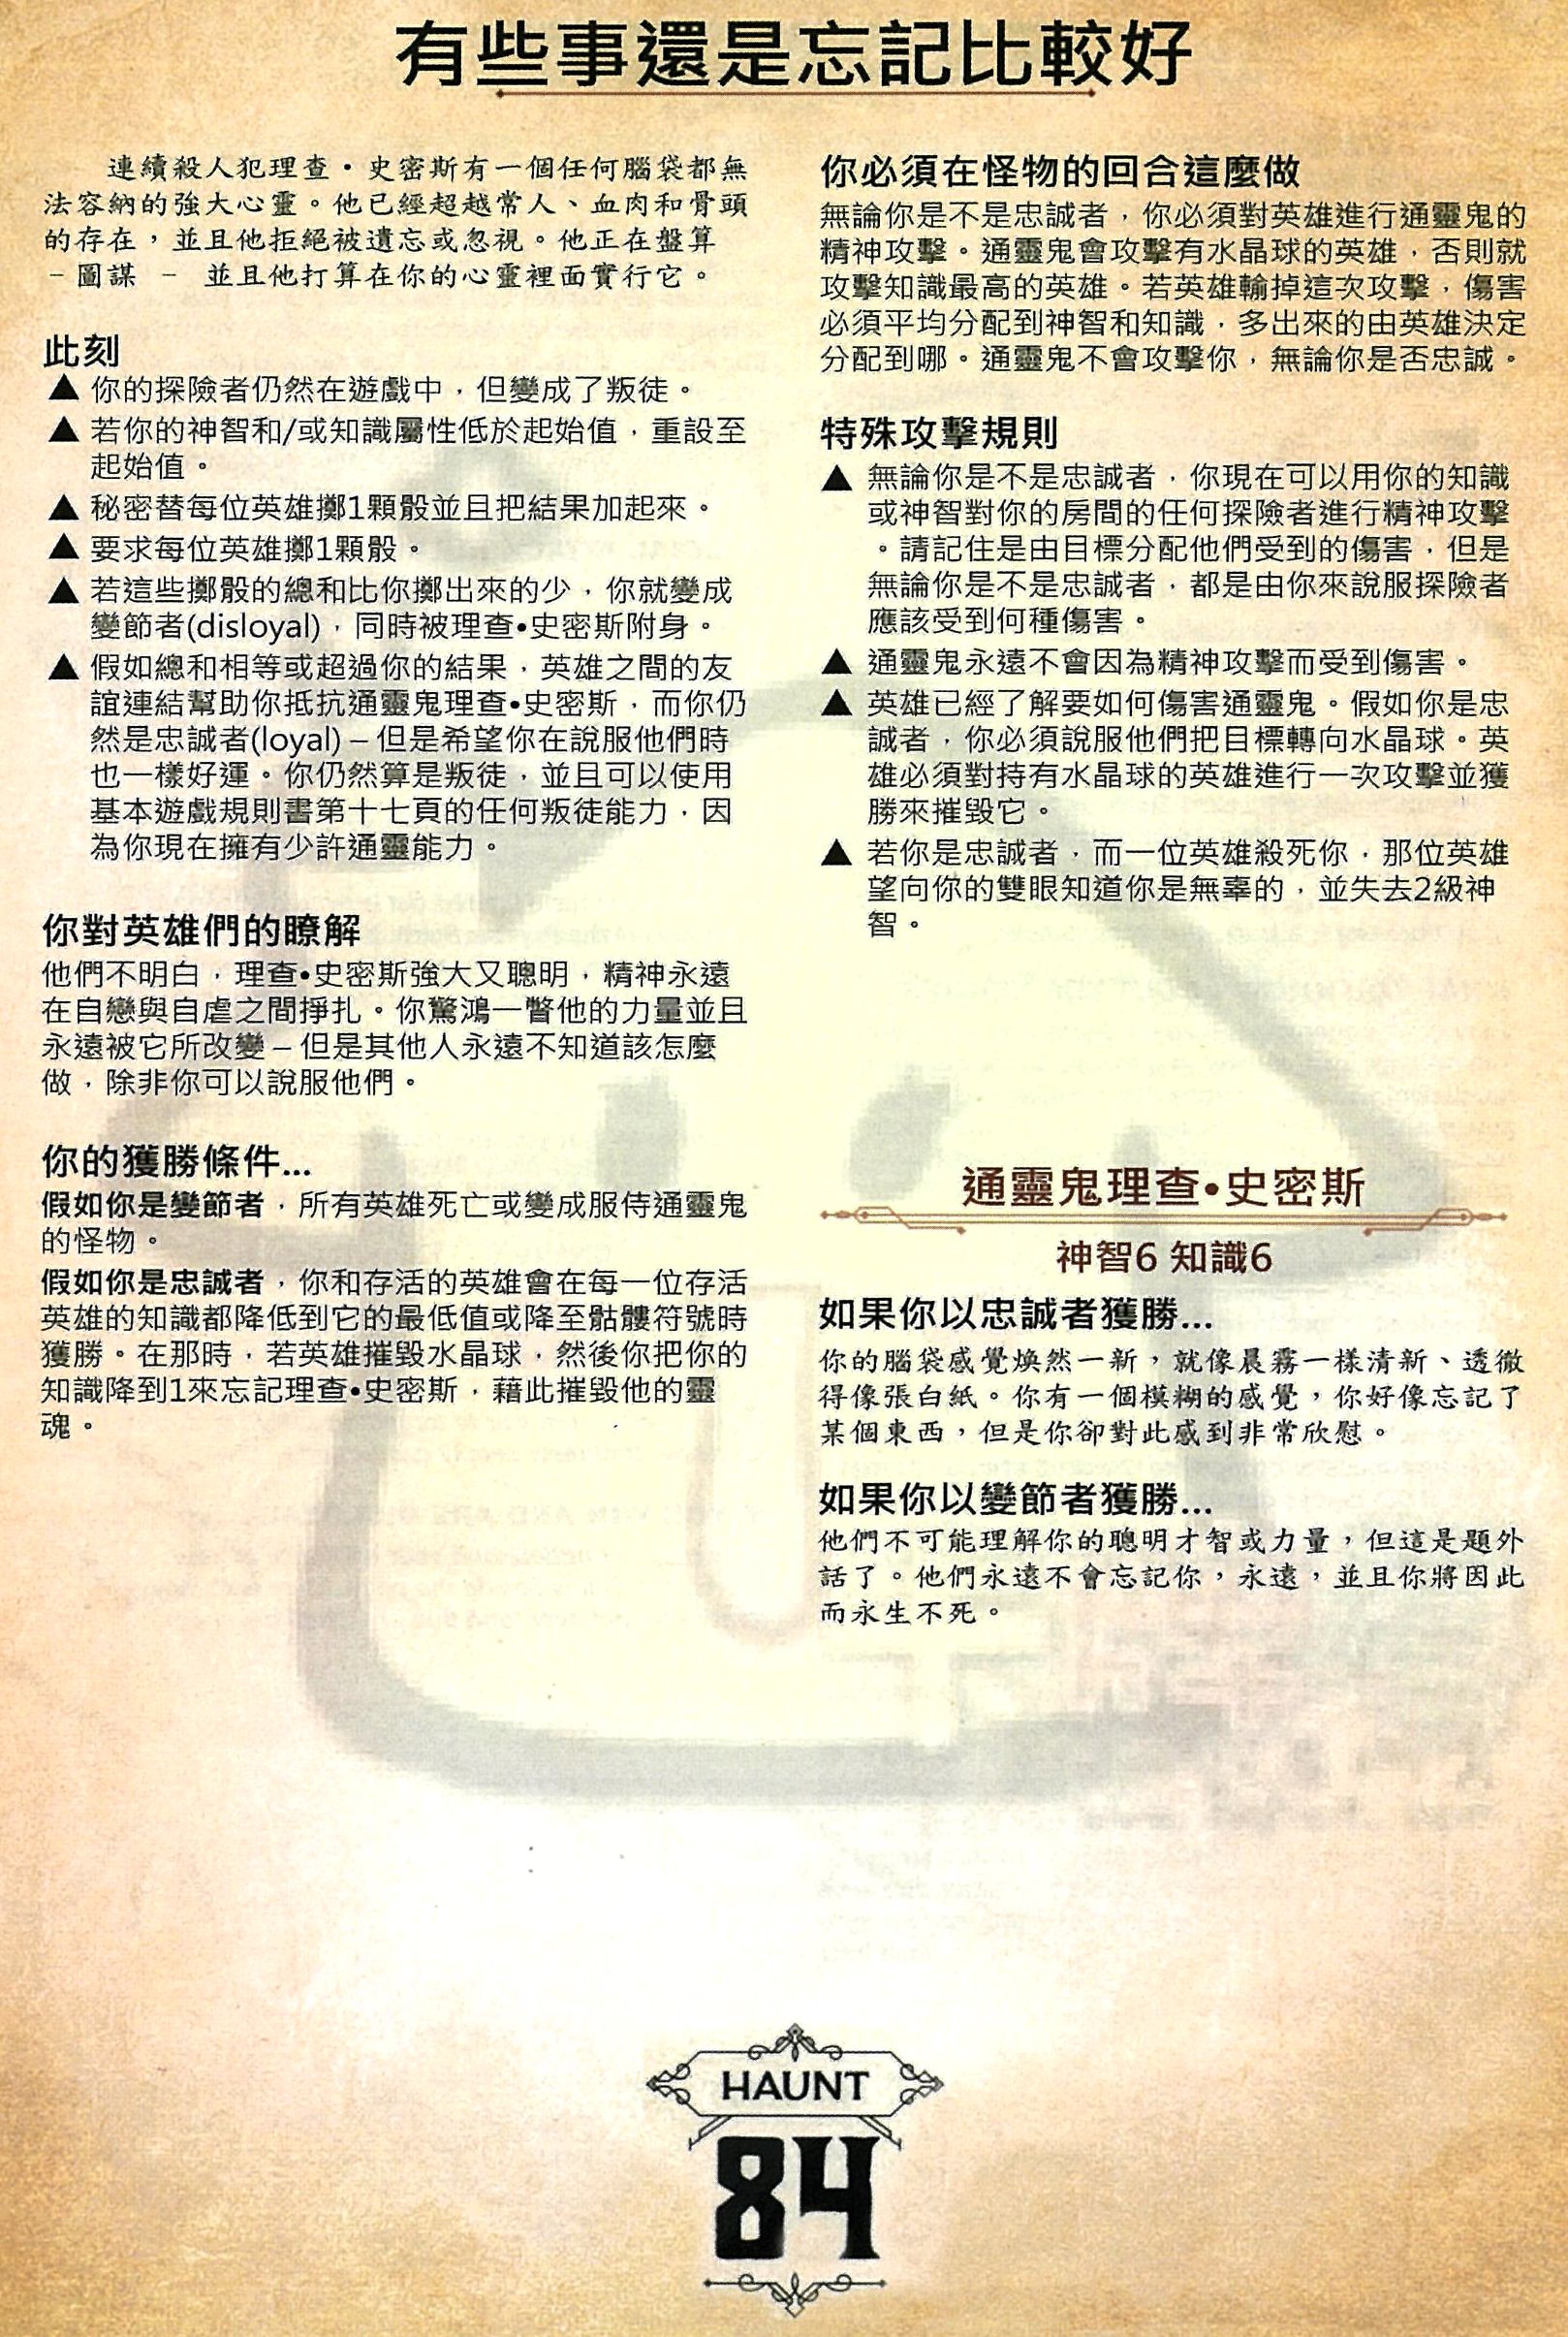 有些事還是忘記比較好
連續殺人犯理查•史密斯有一個任何腦袋都無
法容納的強大心靈。他已經超越常人、血肉和骨頭
的存在，並且他拒絕被遺忘或忽視。他正在盤算
–圖謀 – 並且他打算在你的心靈裡面實行它。
此刻
▲ 你的探險者仍然在遊戲中，但變成了叛徒。
▲ 若你的神智和/或知識屬性低於起始值，重設至
起始值。
▲ 秘密替每位英雄擲1顆骰並且把結果加起來。
▲ 要求每位英雄擲1顆骰。
▲ 若這些擲骰的總和比你擲出來的少，你就變成
變節者(disloyal)，同時被理查•史密斯附身。
▲ 假如總和相等或超過你的結果，英雄之間的友
誼連結幫助你抵抗通靈鬼理查•史密斯，而你仍
然是忠誠者(loyal) – 但是希望你在說服他們時
也一樣好運。你仍然算是叛徒，並且可以使用
基本遊戲規則書第十七頁的任何叛徒能力，因
為你現在擁有少許通靈能力。
你對英雄們的瞭解
他們不明白，理查•史密斯強大又聰明，精神永遠
在自戀與自虐之間掙扎。你驚鴻一瞥他的力量並且
永遠被它所改變 – 但是其他人永遠不知道該怎麼
做，除非你可以說服他們。
你的獲勝條件...
假如你是變節者，所有英雄死亡或變成服侍通靈鬼
的怪物。
假如你是忠誠者，你和存活的英雄會在每一位存活
英雄的知識都降低到它的最低值或降至骷髏符號時
獲勝。在那時，若英雄摧毀水晶球，然後你把你的
知識降到1來忘記理查•史密斯，藉此摧毀他的靈
魂。
你必須在怪物的回合這麼做
無論你是不是忠誠者，你必須對英雄進行通靈鬼的
精神攻擊。通靈鬼會攻擊有水晶球的英雄，否則就
攻擊知識最高的英雄。若英雄輸掉這次攻擊，傷害
必須平均分配到神智和知識，多出來的由英雄決定
分配到哪。通靈鬼不會攻擊你，無論你是否忠誠。
特殊攻擊規則
▲ 無論你是不是忠誠者，你現在可以用你的知識
或神智對你的房間的任何探險者進行精神攻擊
。請記住是由目標分配他們受到的傷害，但是
無論你是不是忠誠者，都是由你來說服探險者
應該受到何種傷害。
▲ 通靈鬼永遠不會因為精神攻擊而受到傷害。
▲ 英雄已經了解要如何傷害通靈鬼。假如你是忠
誠者，你必須說服他們把目標轉向水晶球。英
雄必須對持有水晶球的英雄進行一次攻擊並獲
勝來摧毀它。
▲ 若你是忠誠者，而一位英雄殺死你，那位英雄
望向你的雙眼知道你是無辜的，並失去2級神
智。
通靈鬼理查•史密斯
神智6 知識6
如果你以忠誠者獲勝...
你的腦袋感覺煥然一新，就像晨霧一樣清新、透徹
得像張白紙。你有一個模糊的感覺，你好像忘記了
某個東西，但是你卻對此感到非常欣慰。
如果你以變節者獲勝...
他們不可能理解你的聰明才智或力量，但這是題外
話了。他們永遠不會忘記你，永遠，並且你將因此
而永生不死。
HAUNT
84